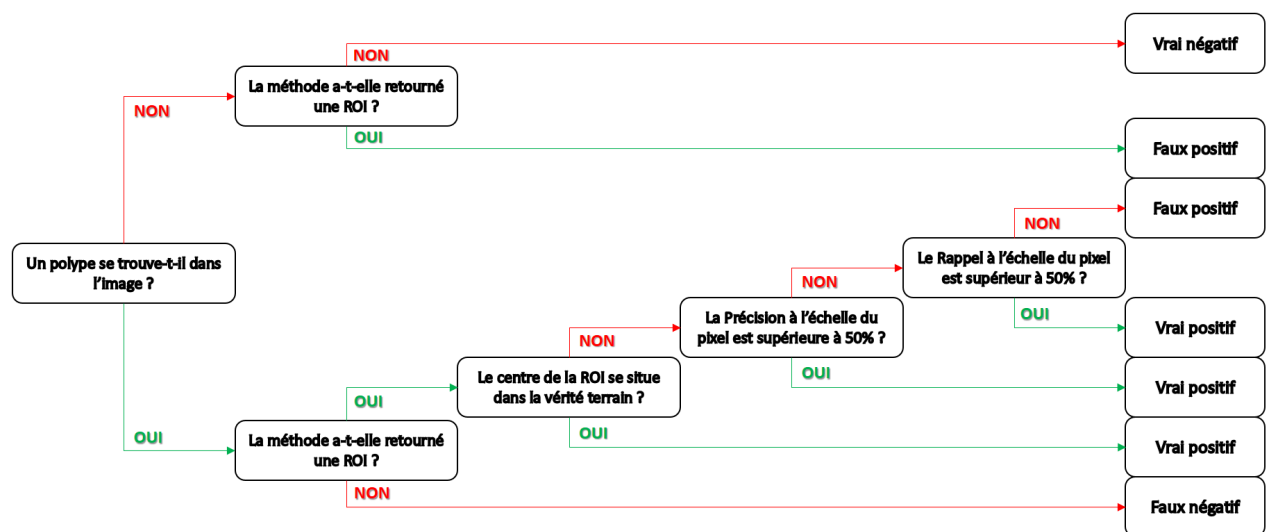 NON
Vrai négatif
La méthode a-t-elle retourné
une ROI ?
NON
OUI
Faux positif
Faux positif
NON
Un polype se trouve-t-il dans
l'image ?
Le Rappel à l'échelle du pixel
est supérieur à 50% ?
NON
OUI
La Précision à l'échelle du
pixel est supérieure à 50% ?
Vrai positif
NON
OUI
Le centre de la ROI se situe
dans la vérité terrain ?
Vrai positif
OUI
OUI
OUI
La méthode a-t-elle retourné
une ROI ?
Vrai positif
NON
Faux négatif